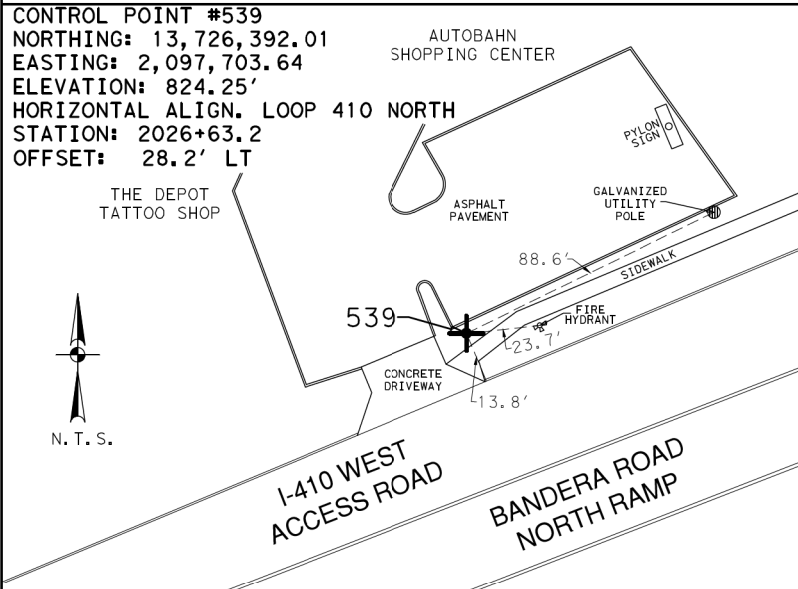 CONTROL POINT #539
NORTHING: 13,726,392.01
EASTING: 2,097,703.64
ELEVATION: 824.25'
HORIZONTAL ALIGN. LOOP 410 NORTH
STATION: 2026+63.2
OFFSET: 28.2' LT
AUTOBAHN
SHOPPING CENTER
PYLON
SIGN
THE DEPOT
TATTOO SHOP
ASPHALT
PAVEMENT
GALVANIZED
UTILITY
POLE
88.6'
SIDEWALK
539
FIRE
HYDRANT
23.7'
CONCRETE
DRIVEWAY
13.8'
N.T.S.
I-410 WEST
ACCESS ROAD
BANDERA ROAD
NORTH RAMP